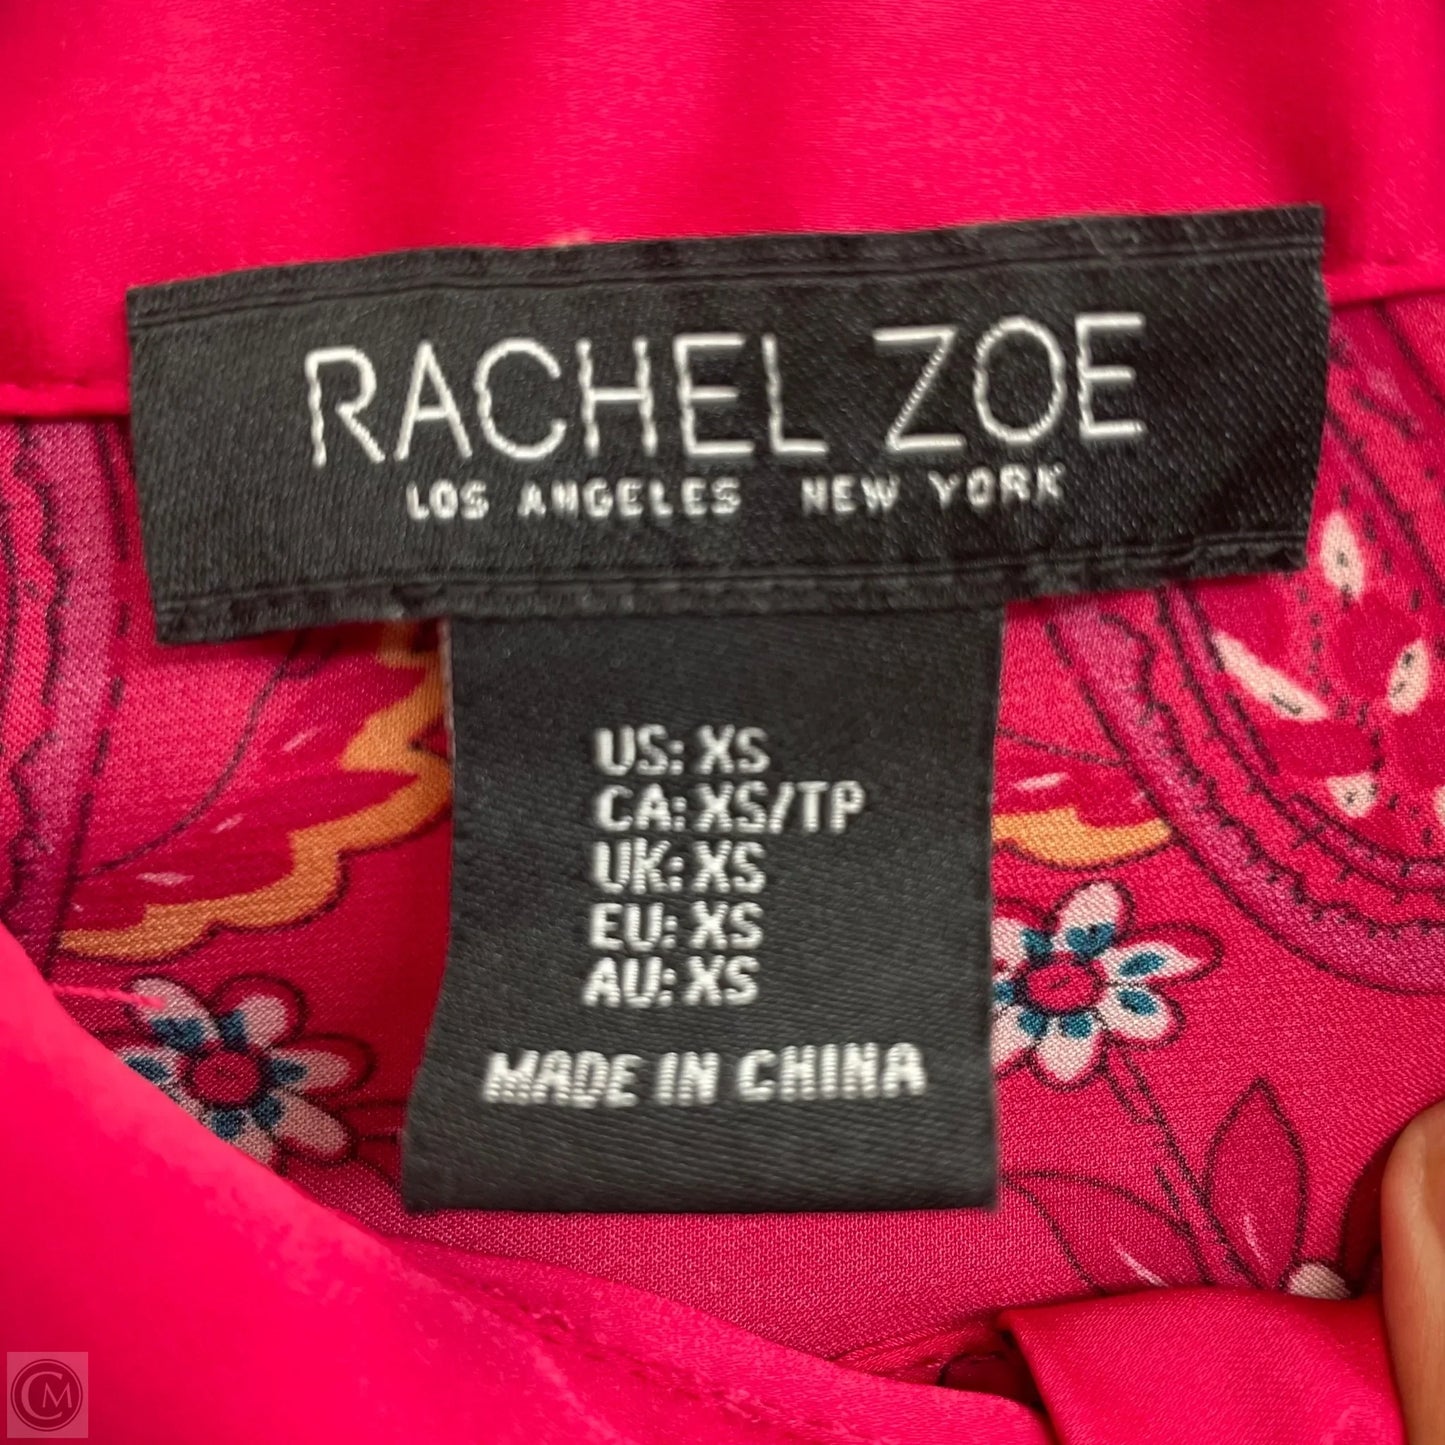 RACHEL ZOE
LOS ANGELES NEW YORK
US: XS
CA: XS/TP
UK: XS
EU: XS
AU: XS
MADE IN CHINA
CM